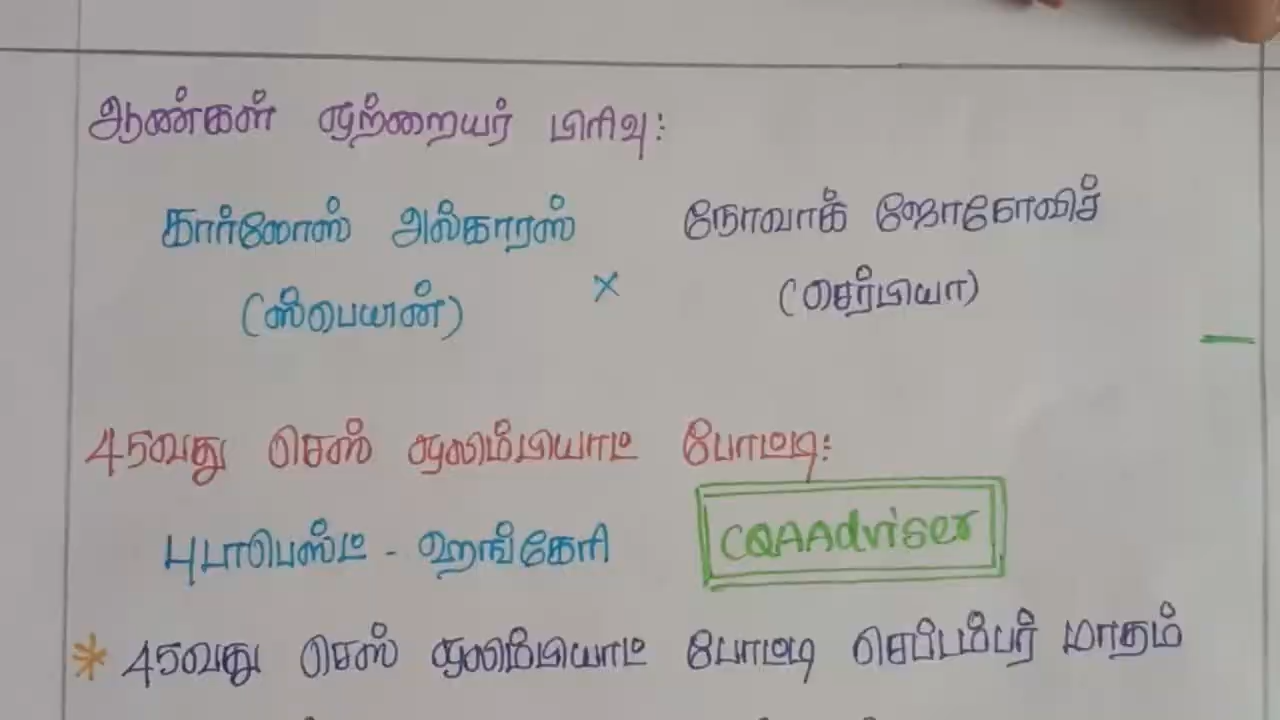 ஆண்கள் ஒற்றையர் பிரிவு:
கார்லோஸ் அல்காரஸ் நோவாக் ஜோகோவிச்
(ஸ்பெயின்) × (செர்பியா)
45வது செஸ் ஒலிம்பியாட் போட்டி:
புடாபெஸ்ட் - ஹங்கேரி CQAAdviser
* 45வது செஸ் ஒலிம்பியாட் போட்டி செப்டம்பர் மாதம்